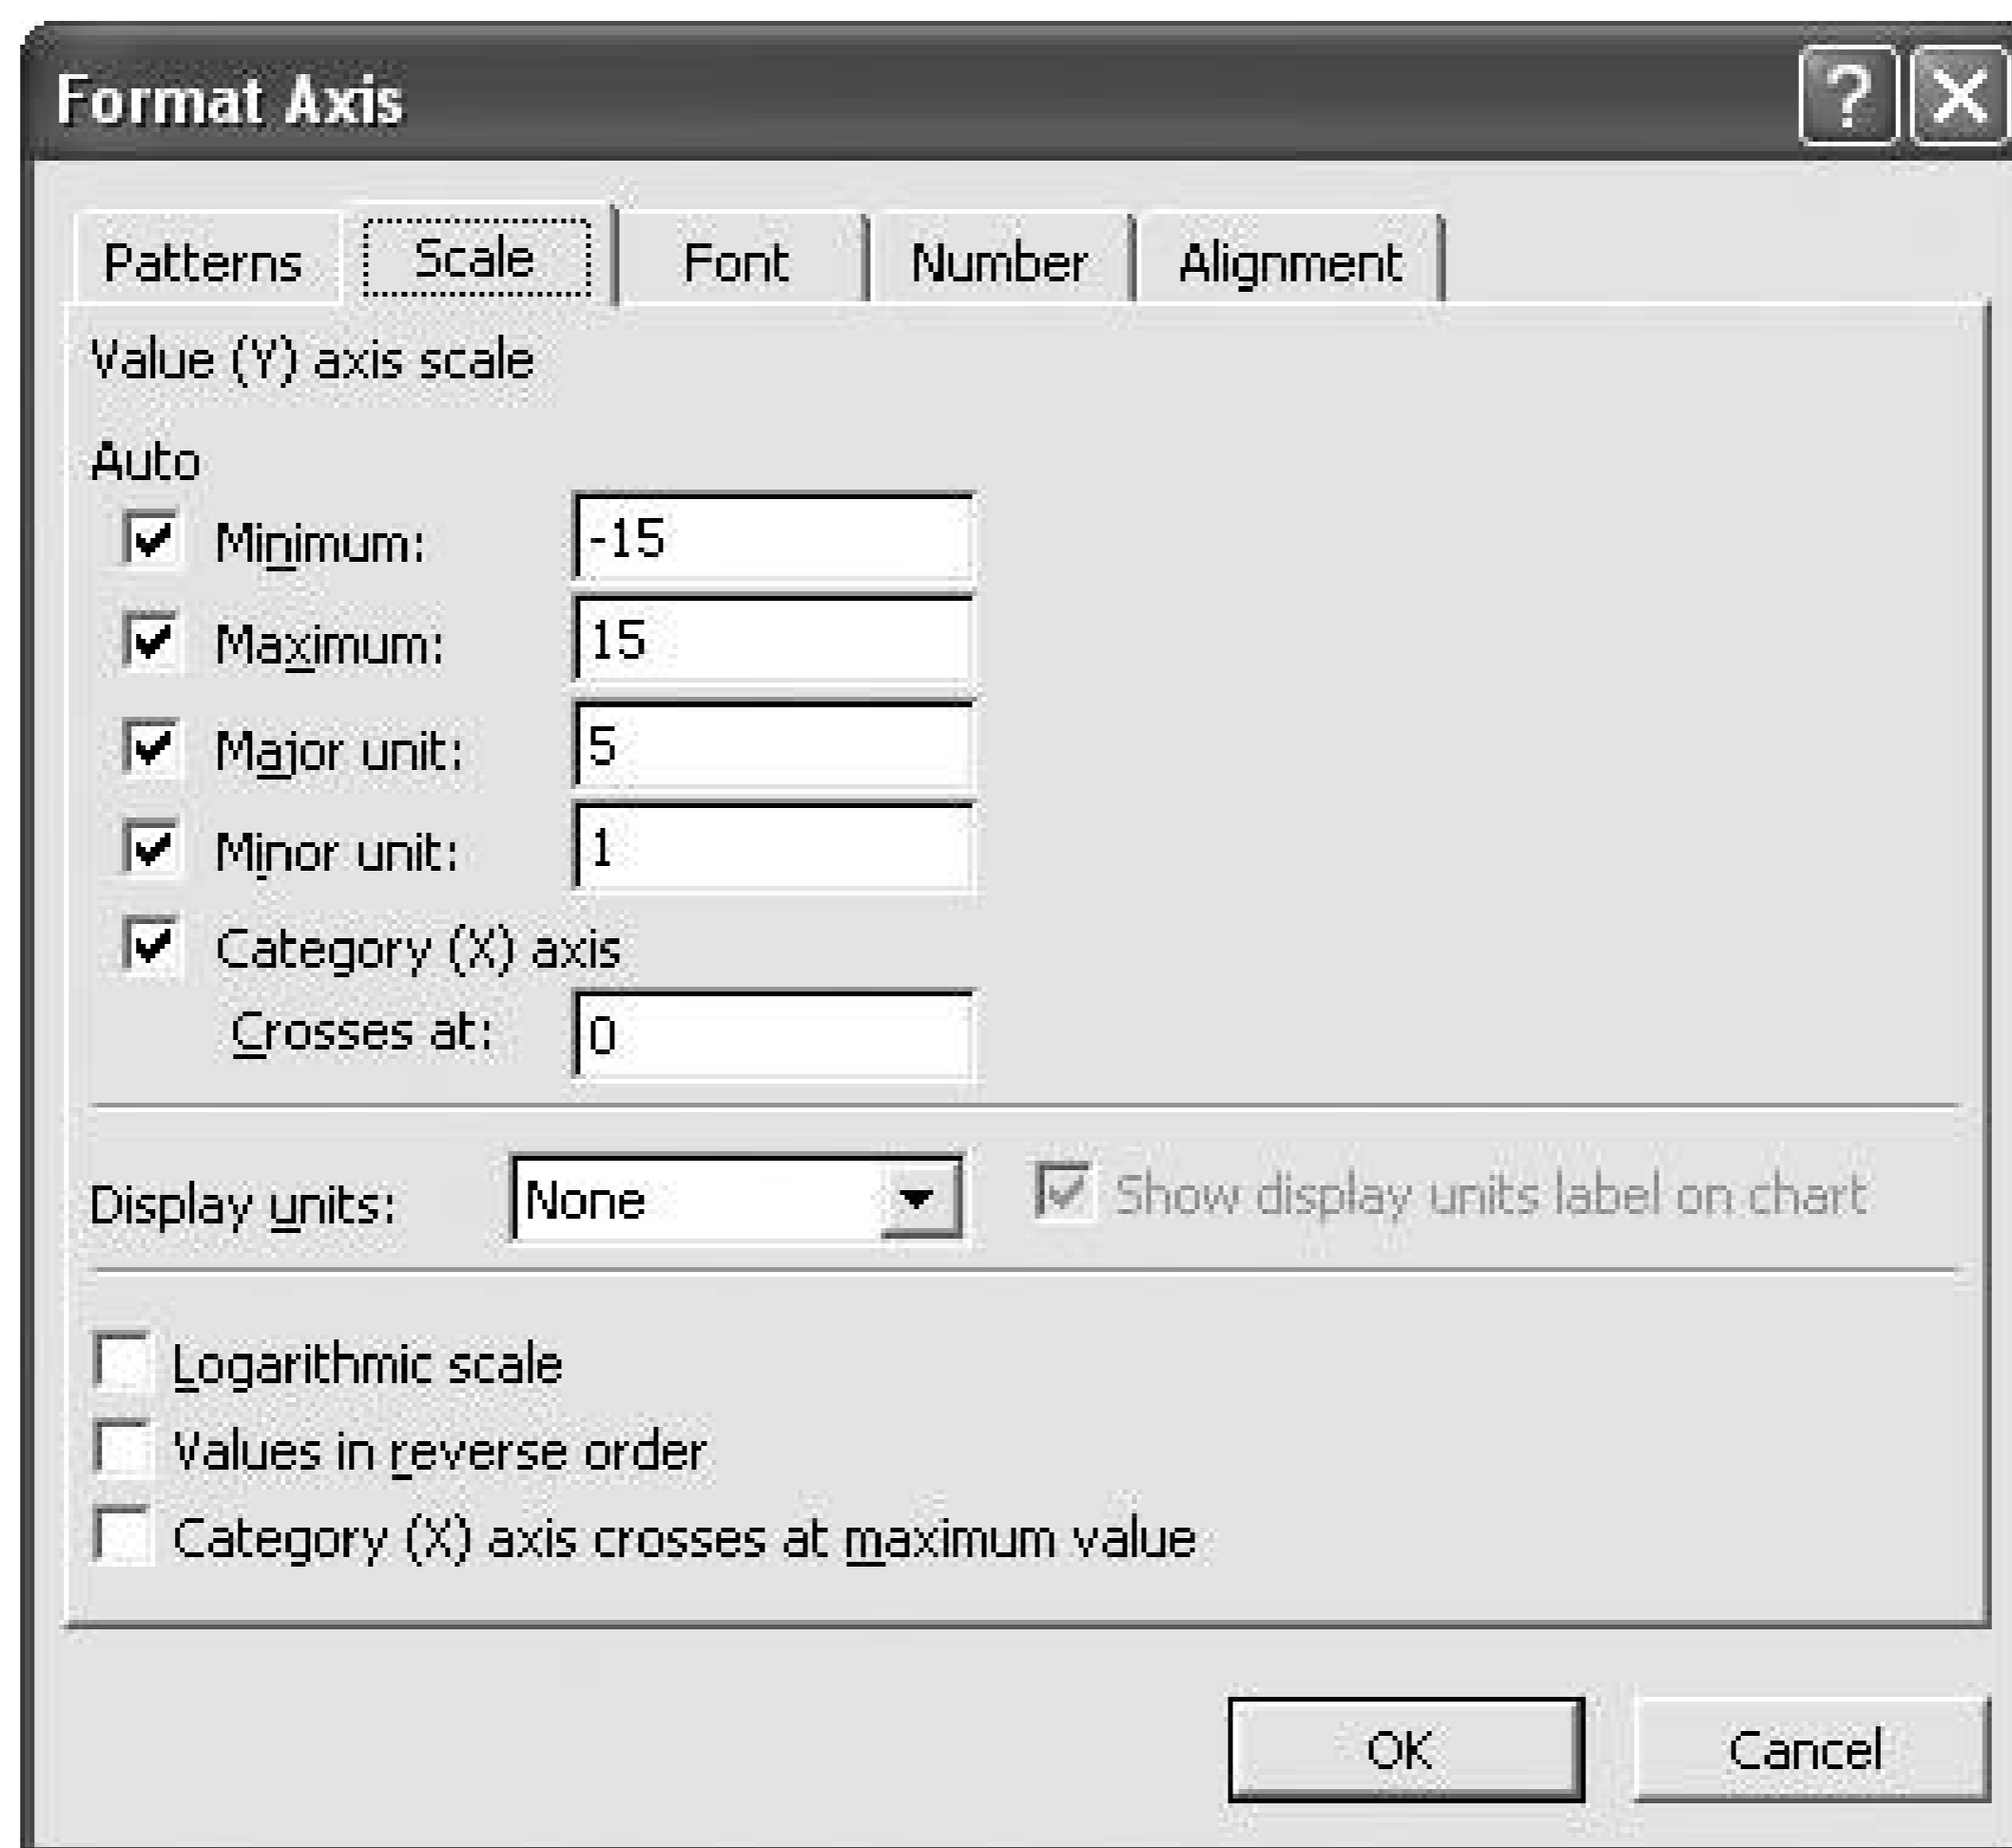 Format Axis
Patterns Scale Font Number Alignment
Value (Y) axis scale
Auto
Minimum: -15
Maximum: 15
Major unit: 5
Minor unit: 1
Category (X) axis
Crosses at: 0
Display units: None Show display units label on chart
Logarithmic scale
Values in reverse order
Category (X) axis crosses at maximum value
OK Cancel